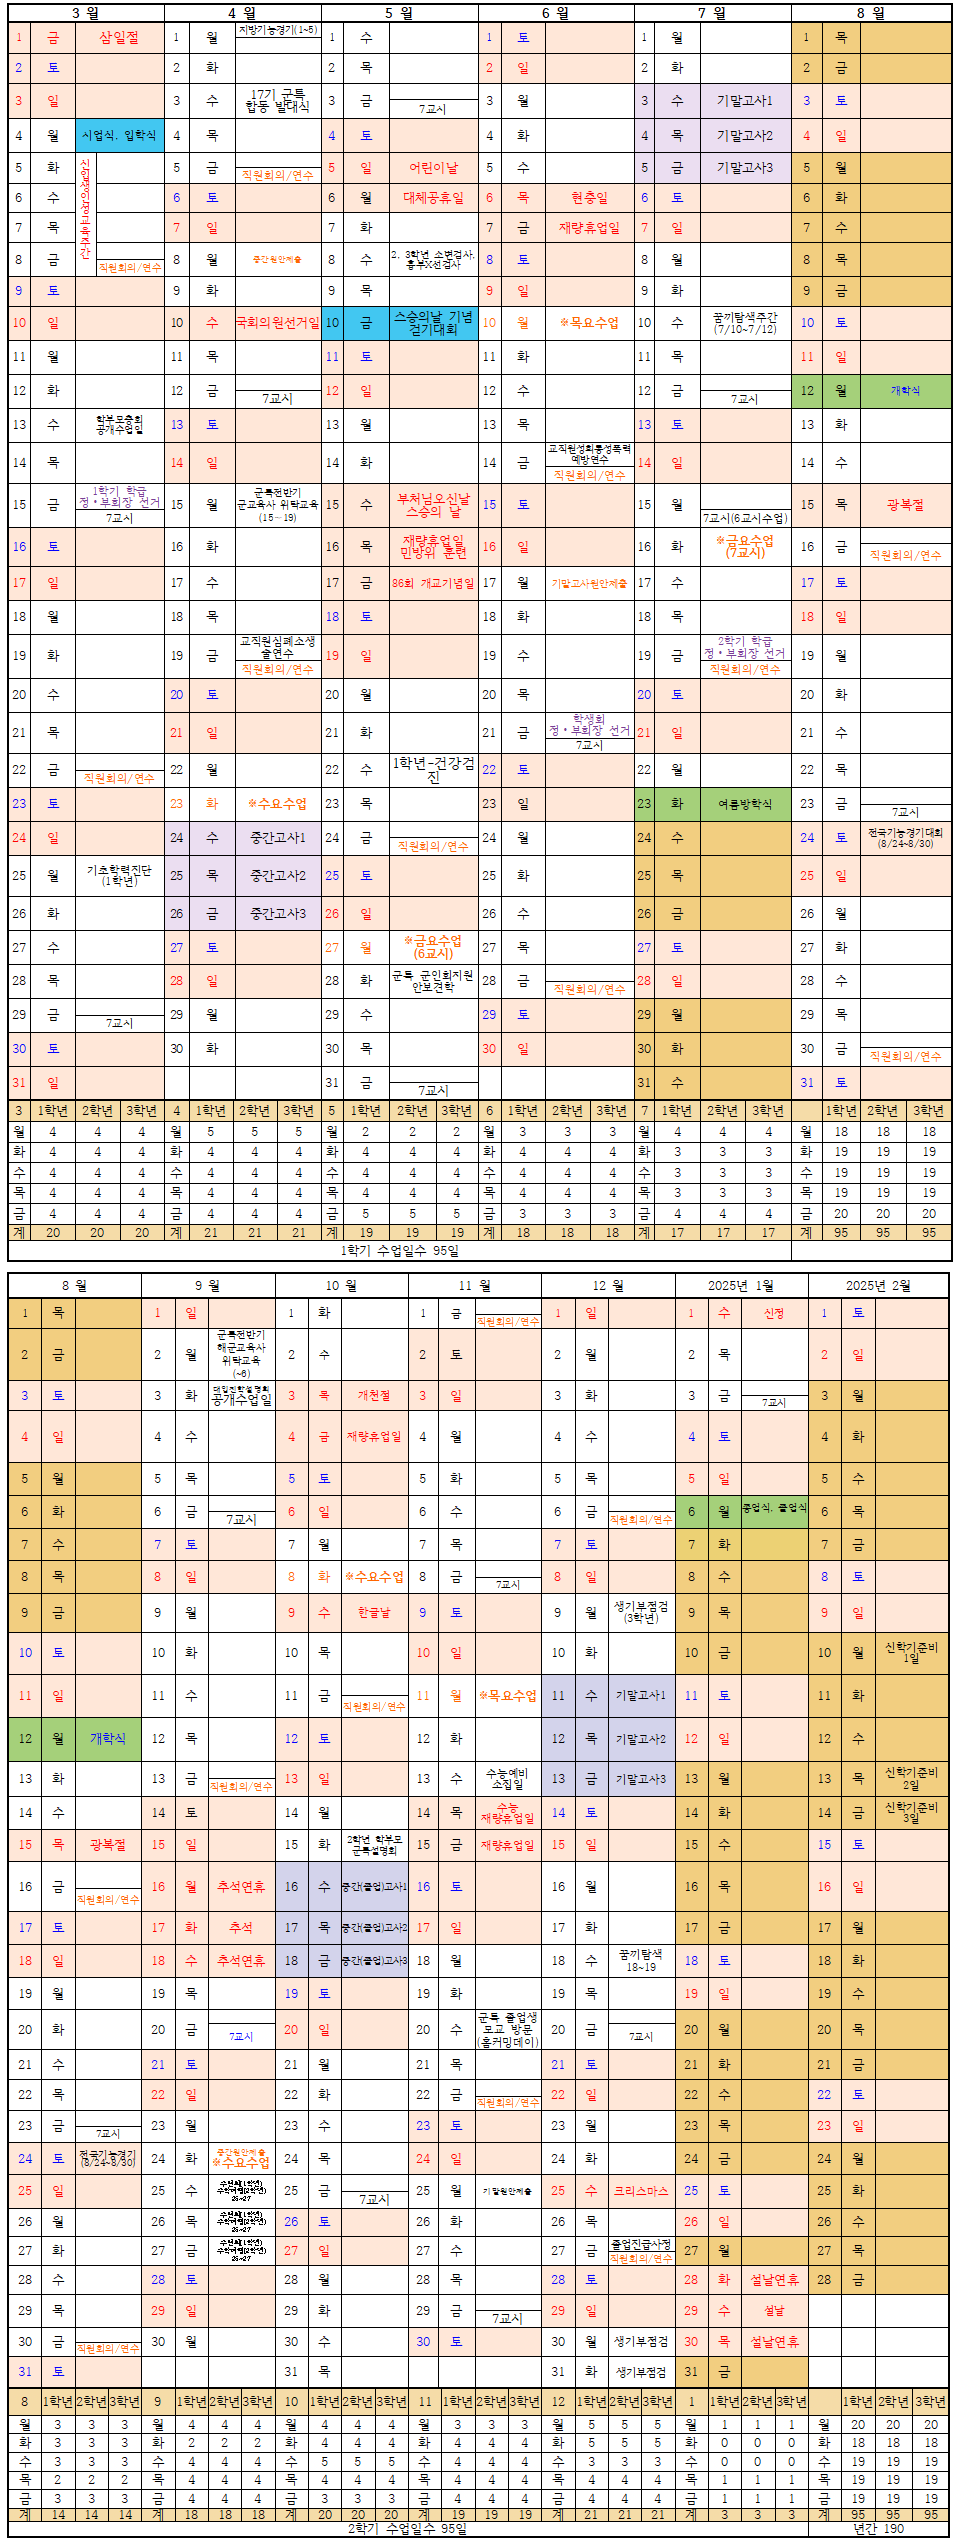 3 월 4 월 5 월 6 월 7 월 8 월
1 금 삼일절 1 월 지방기능경기(1~5) 1 수 1 토 1 월 1 목
2 토 2 화 2 목 2 일 2 화 2 금
3 일 3 수 17기 군특 합동 발대식 3 금 7교시 3 월 3 수 기말고사1 3 토
4 월 시업식, 입학식 4 목 4 토 4 화 4 목 기말고사2 4 일
5 화 신입생인성교육주간 5 금 직원회의/연수 5 일 어린이날 5 수 5 금 기말고사3 5 월
6 수 6 토 6 월 대체공휴일 6 목 현충일 6 토 6 화
7 목 7 일 7 화 7 금 재량휴업일 7 일 7 수
8 금 직원회의/연수 8 월 중간원안제출 8 수 2, 3학년 소변검사, 흉부X선검사 8 토 8 월 8 목
9 토 9 화 9 목 9 일 9 화 9 금
10 일 10 수 국회의원선거일 10 금 스승의날 기념 걷기대회 10 월 ※목요수업 10 수 꿈끼탐색주간 (7/10~7/12) 10 토
11 월 11 목 11 토 11 화 11 목 11 일
12 화 12 금 7교시 12 일 12 수 12 금 7교시 12 월 개학식
13 수 학부모총회 공개수업일 13 토 13 월 13 목 13 토 13 화
14 목 14 일 14 화 14 금 교직원성희롱성폭력 예방연수 직원회의/연수 14 일 14 수
15 금 1학기 학급 정・부회장 선거 7교시 15 월 군특전반기 군교육사 위탁교육 (15~19) 15 수 부처님오신날 스승의 날 15 토 15 월 7교시(6교시수업) 15 목 광복절
16 토 16 화 16 목 재량휴업일 민방위 훈련 16 일 16 화 ※금요수업 (7교시) 16 금 직원회의/연수
17 일 17 수 17 금 86회 개교기념일 17 월 기말고사원안제출 17 수 17 토
18 월 18 목 18 토 18 화 18 목 18 일
19 화 19 금 교직원심폐소생술연수 직원회의/연수 19 일 19 수 19 금 2학기 학급 정・부회장 선거 직원회의/연수 19 월
20 수 20 토 20 월 20 목 20 토 20 화
21 목 21 일 21 화 21 금 학생회 정・부회장 선거 7교시 21 일 21 수
22 금 직원회의/연수 22 월 22 수 1학년-건강검진 22 토 22 월 22 목
23 토 23 화 ※수요수업 23 목 23 일 23 화 여름방학식 23 금 7교시
24 일 24 수 중간고사1 24 금 직원회의/연수 24 월 24 수 24 토 전국기능경기대회 (8/24~8/30)
25 월 기초학력진단 (1학년) 25 목 중간고사2 25 토 25 화 25 목 25 일
26 화 26 금 중간고사3 26 일 26 수 26 금 26 월
27 수 27 토 27 월 ※금요수업 (6교시) 27 목 27 토 27 화
28 목 28 일 28 화 군특 군인회지원 안보견학 28 금 직원회의/연수 28 일 28 수
29 금 7교시 29 월 29 수 29 토 29 월 29 목
30 토 30 화 30 목 30 일 30 화 30 금 직원회의/연수
31 일 31 금 7교시 31 수 31 토
3 1학년 2학년 3학년 4 1학년 2학년 3학년 5 1학년 2학년 3학년 6 1학년 2학년 3학년 7 1학년 2학년 3학년 1학년 2학년 3학년
월 4 4 4 월 5 5 5 월 2 2 2 월 3 3 3 월 4 4 4 월 18 18 18
화 4 4 4 화 4 4 4 화 4 4 4 화 4 4 4 화 3 3 3 화 19 19 19
수 4 4 4 수 4 4 4 수 4 4 4 수 4 4 4 수 3 3 3 수 19 19 19
목 4 4 4 목 4 4 4 목 4 4 4 목 4 4 4 목 3 3 3 목 19 19 19
금 4 4 4 금 4 4 4 금 5 5 5 금 3 3 3 금 4 4 4 금 20 20 20
계 20 20 20 계 21 21 21 계 19 19 19 계 18 18 18 계 17 17 17 계 95 95 95
1학기 수업일수 95일
8 월 9 월 10 월 11 월 12 월 2025년 1월 2025년 2월
1 목 1 일 1 화 1 금 직원회의/연수 1 일 1 수 신정 1 토
2 금 2 월 군특전반기 해군교육사 위탁교육 (~6) 2 수 2 토 2 월 2 목 2 일
3 토 3 화 대입진학설명회 공개수업일 3 목 개천절 3 일 3 화 3 금 7교시 3 월
4 일 4 수 4 금 재량휴업일 4 월 4 수 4 토 4 화
5 월 5 목 5 토 5 화 5 목 5 일 5 수
6 화 6 금 7교시 6 일 6 수 6 금 직원회의/연수 6 월 종업식, 졸업식 6 목
7 수 7 토 7 월 7 목 7 토 7 화 7 금
8 목 8 일 8 화 ※수요수업 8 금 7교시 8 일 8 수 8 토
9 금 9 월 9 수 한글날 9 토 9 월 생기부점검 (3학년) 9 목 9 일
10 토 10 화 10 목 10 일 10 화 10 금 10 월 신학기준비 1일
11 일 11 수 11 금 직원회의/연수 11 월 ※목요수업 11 수 기말고사1 11 토 11 화
12 월 개학식 12 목 12 토 12 화 12 목 기말고사2 12 일 12 수
13 화 13 금 직원회의/연수 13 일 13 수 수능예비 소집일 13 금 기말고사3 13 월 13 목 신학기준비 2일
14 수 14 토 14 월 14 목 수능 재량휴업일 14 토 14 화 14 금 신학기준비 3일
15 목 광복절 15 일 15 화 2학년 학부모 군특설명회 15 금 재량휴업일 15 일 15 수 15 토
16 금 직원회의/연수 16 월 추석연휴 16 수 중간(졸업)고사1 16 토 16 월 16 목 16 일
17 토 17 화 추석 17 목 중간(졸업)고사2 17 일 17 화 17 금 17 월
18 일 18 수 추석연휴 18 금 중간(졸업)고사3 18 월 18 수 꿈끼탐색 18~19 18 토 18 화
19 월 19 목 19 토 19 화 19 목 19 일 19 수
20 화 20 금 7교시 20 일 20 수 군특 졸업생 모교 방문 (홈커밍데이) 20 금 7교시 20 월 20 목
21 수 21 토 21 월 21 목 21 토 21 화 21 금
22 목 22 일 22 화 22 금 직원회의/연수 22 일 22 수 22 토
23 금 7교시 23 월 23 수 23 토 23 월 23 목 23 일
24 토 전국기능경기 (8/24~8/30) 24 화 중간원안제출 ※수요수업 24 목 24 일 24 화 24 금 24 월
25 일 25 수 수련회(1학년) 수학여행(2학년) 25~27 25 금 7교시 25 월 기말원안제출 25 수 크리스마스 25 토 25 화
26 월 26 목 수련회(1학년) 수학여행(2학년) 25~27 26 토 26 화 26 목 26 일 26 수
27 화 27 금 수련회(1학년) 수학여행(2학년) 25~27 27 일 27 수 27 금 졸업진급사정 직원회의/연수 27 월 27 목
28 수 28 토 28 월 28 목 28 토 28 화 설날연휴 28 금
29 목 29 일 29 화 29 금 7교시 29 일 29 수 설날
30 금 직원회의/연수 30 월 30 수 30 토 30 월 생기부점검 30 목 설날연휴
31 토 31 목 31 화 생기부점검 31 금
8 1학년 2학년 3학년 9 1학년 2학년 3학년 10 1학년 2학년 3학년 11 1학년 2학년 3학년 12 1학년 2학년 3학년 1 1학년 2학년 3학년 1학년 2학년 3학년
월 3 3 3 월 4 4 4 월 4 4 4 월 3 3 3 월 5 5 5 월 1 1 1 월 20 20 20
화 3 3 3 화 2 2 2 화 4 4 4 화 4 4 4 화 5 5 5 화 0 0 0 화 18 18 18
수 3 3 3 수 4 4 4 수 5 5 5 수 4 4 4 수 3 3 3 수 0 0 0 수 19 19 19
목 2 2 2 목 4 4 4 목 4 4 4 목 4 4 4 목 4 4 4 목 1 1 1 목 19 19 19
금 3 3 3 금 4 4 4 금 3 3 3 금 4 4 4 금 4 4 4 금 1 1 1 금 19 19 19
계 14 14 14 계 18 18 18 계 20 20 20 계 19 19 19 계 21 21 21 계 3 3 3 계 95 95 95
2학기 수업일수 95일 년간 190